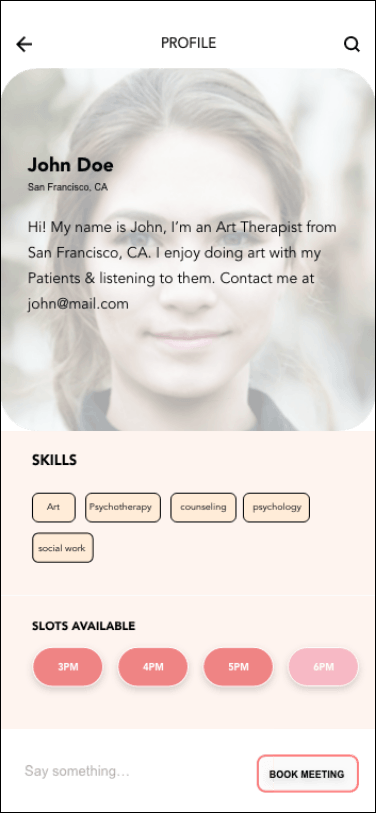 PROFILE
John Doe
San Francisco, CA
Hi! My name is John, I'm an Art Therapist from
San Francisco, CA. I enjoy doing art with my
Patients & listening to them. Contact me at
john@mail.com
SKILLS
Art Psychotherapy counseling psychology
social work
SLOTS AVAILABLE
3PM 4PM 5PM 6PM
Say something...
BOOK MEETING